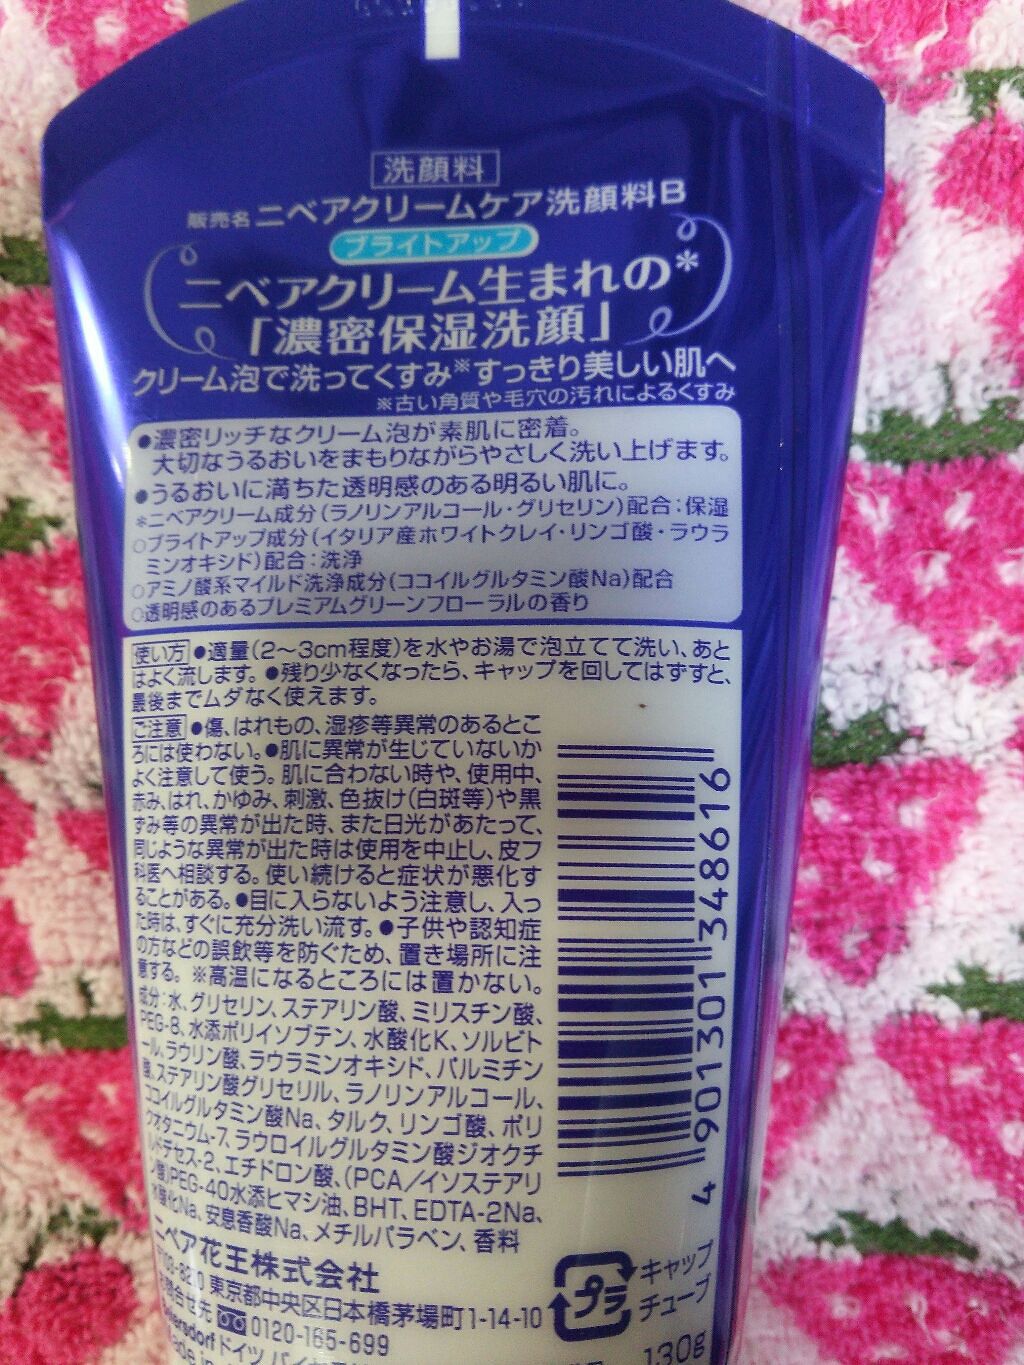 洗顔料
販売名 ニベアクリームケア洗顔料B
ブライトアップ
ニベアクリーム生まれの*
「濃密保湿洗顔」
クリーム泡で洗ってくすみ※すっきり美しい肌へ
※古い角質や毛穴の汚れによるくすみ
●濃密リッチなクリーム泡が素肌に密着。
大切なうるおいをまもりながらやさしく洗い上げます。
●うるおいに満ちた透明感のある明るい肌に。
*ニベアクリーム成分(ラノリンアルコール・グリセリン)配合:保湿
○ブライトアップ成分(イタリア産ホワイトクレイ・リンゴ酸・ラウラ
ミンオキシド)配合:洗浄
○アミノ酸系マイルド洗浄成分(ココイルグルタミン酸Na)配合
○透明感のあるプレミアムグリーンフローラルの香り
使い方 ●適量(2〜3cm程度)を水やお湯で泡立てて洗い、あと
はよく流します。●残り少なくなったら、キャップを回してはずすと、
最後までムダなく使えます。
ご注意 ●傷、はれもの、湿疹等異常のあるとこ
ろには使わない。●肌に異常が生じていないか
よく注意して使う。肌に合わない時や、使用中、
赤み、はれ、かゆみ、刺激、色抜け(白斑等)や黒
ずみ等の異常が出た時、また日光があたって、
同じような異常が出た時は使用を中止し、皮フ
科医へ相談する。使い続けると症状が悪化す
ることがある。●目に入らないよう注意し、入っ
た時は、すぐに充分洗い流す。●子供や認知症
の方などの誤飲等を防ぐため、置き場所に注
意する。※高温になるところには置かない。
成分:水、グリセリン、ステアリン酸、ミリスチン酸、
PEG-8、水添ポリイソブテン、水酸化K、ソルビト
ール、ラウリン酸、ラウラミンオキシド、パルミチン
酸、ステアリン酸グリセリル、ラノリンアルコール、
ココイルグルタミン酸Na、タルク、リンゴ酸、ポリ
クオタニウム-7、ラウロイルグルタミン酸ジオクチ
ルドデセス-2、エチドロン酸、(PCA/イソステアリ
ン酸)PEG-40水添ヒマシ油、BHT、EDTA-2Na、
水酸化Na、安息香酸Na、メチルパラベン、香料
ニベア花王株式会社
東京都中央区日本橋茅場町1-14-10
0120-165-699
ドイツ
4 901301 348616
プラ
キャップ
チューブ
130g